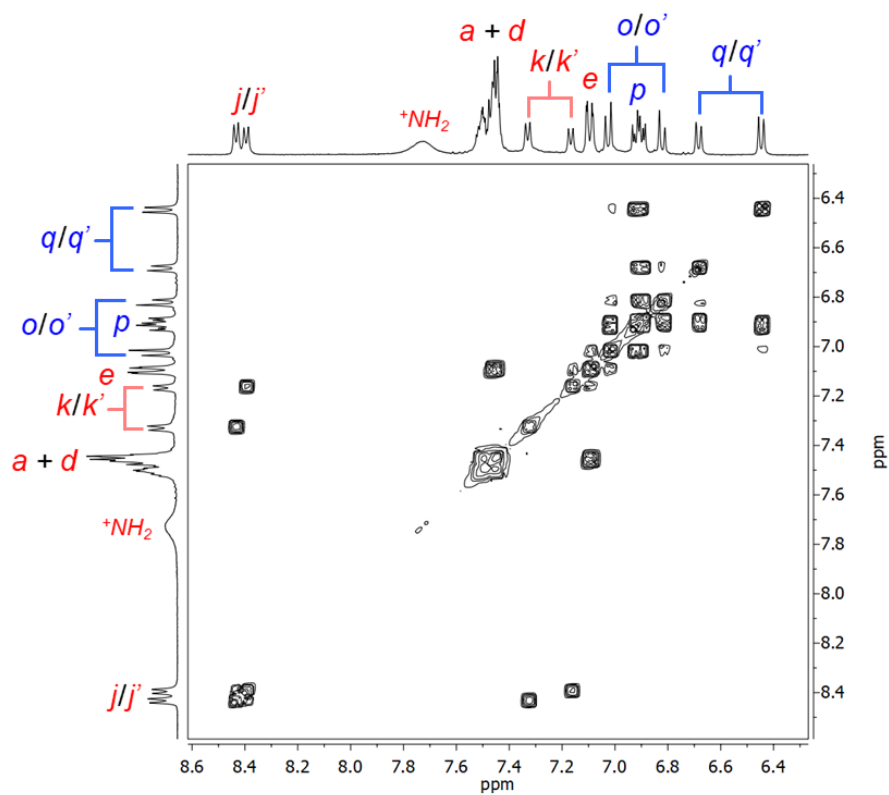 a + d
o/o'
k/k'
e
q/q'
j/j'
p
+NH2
q/q'
o/o'
p
e
k/k'
a + d
+NH2
j/j'
6.4
6.6
6.8
7.0
7.2
7.4
7.6
7.8
8.0
8.2
8.4
ppm
8.6 8.4 8.2 8.0 7.8 7.6 7.4 7.2 7.0 6.8 6.6 6.4
ppm